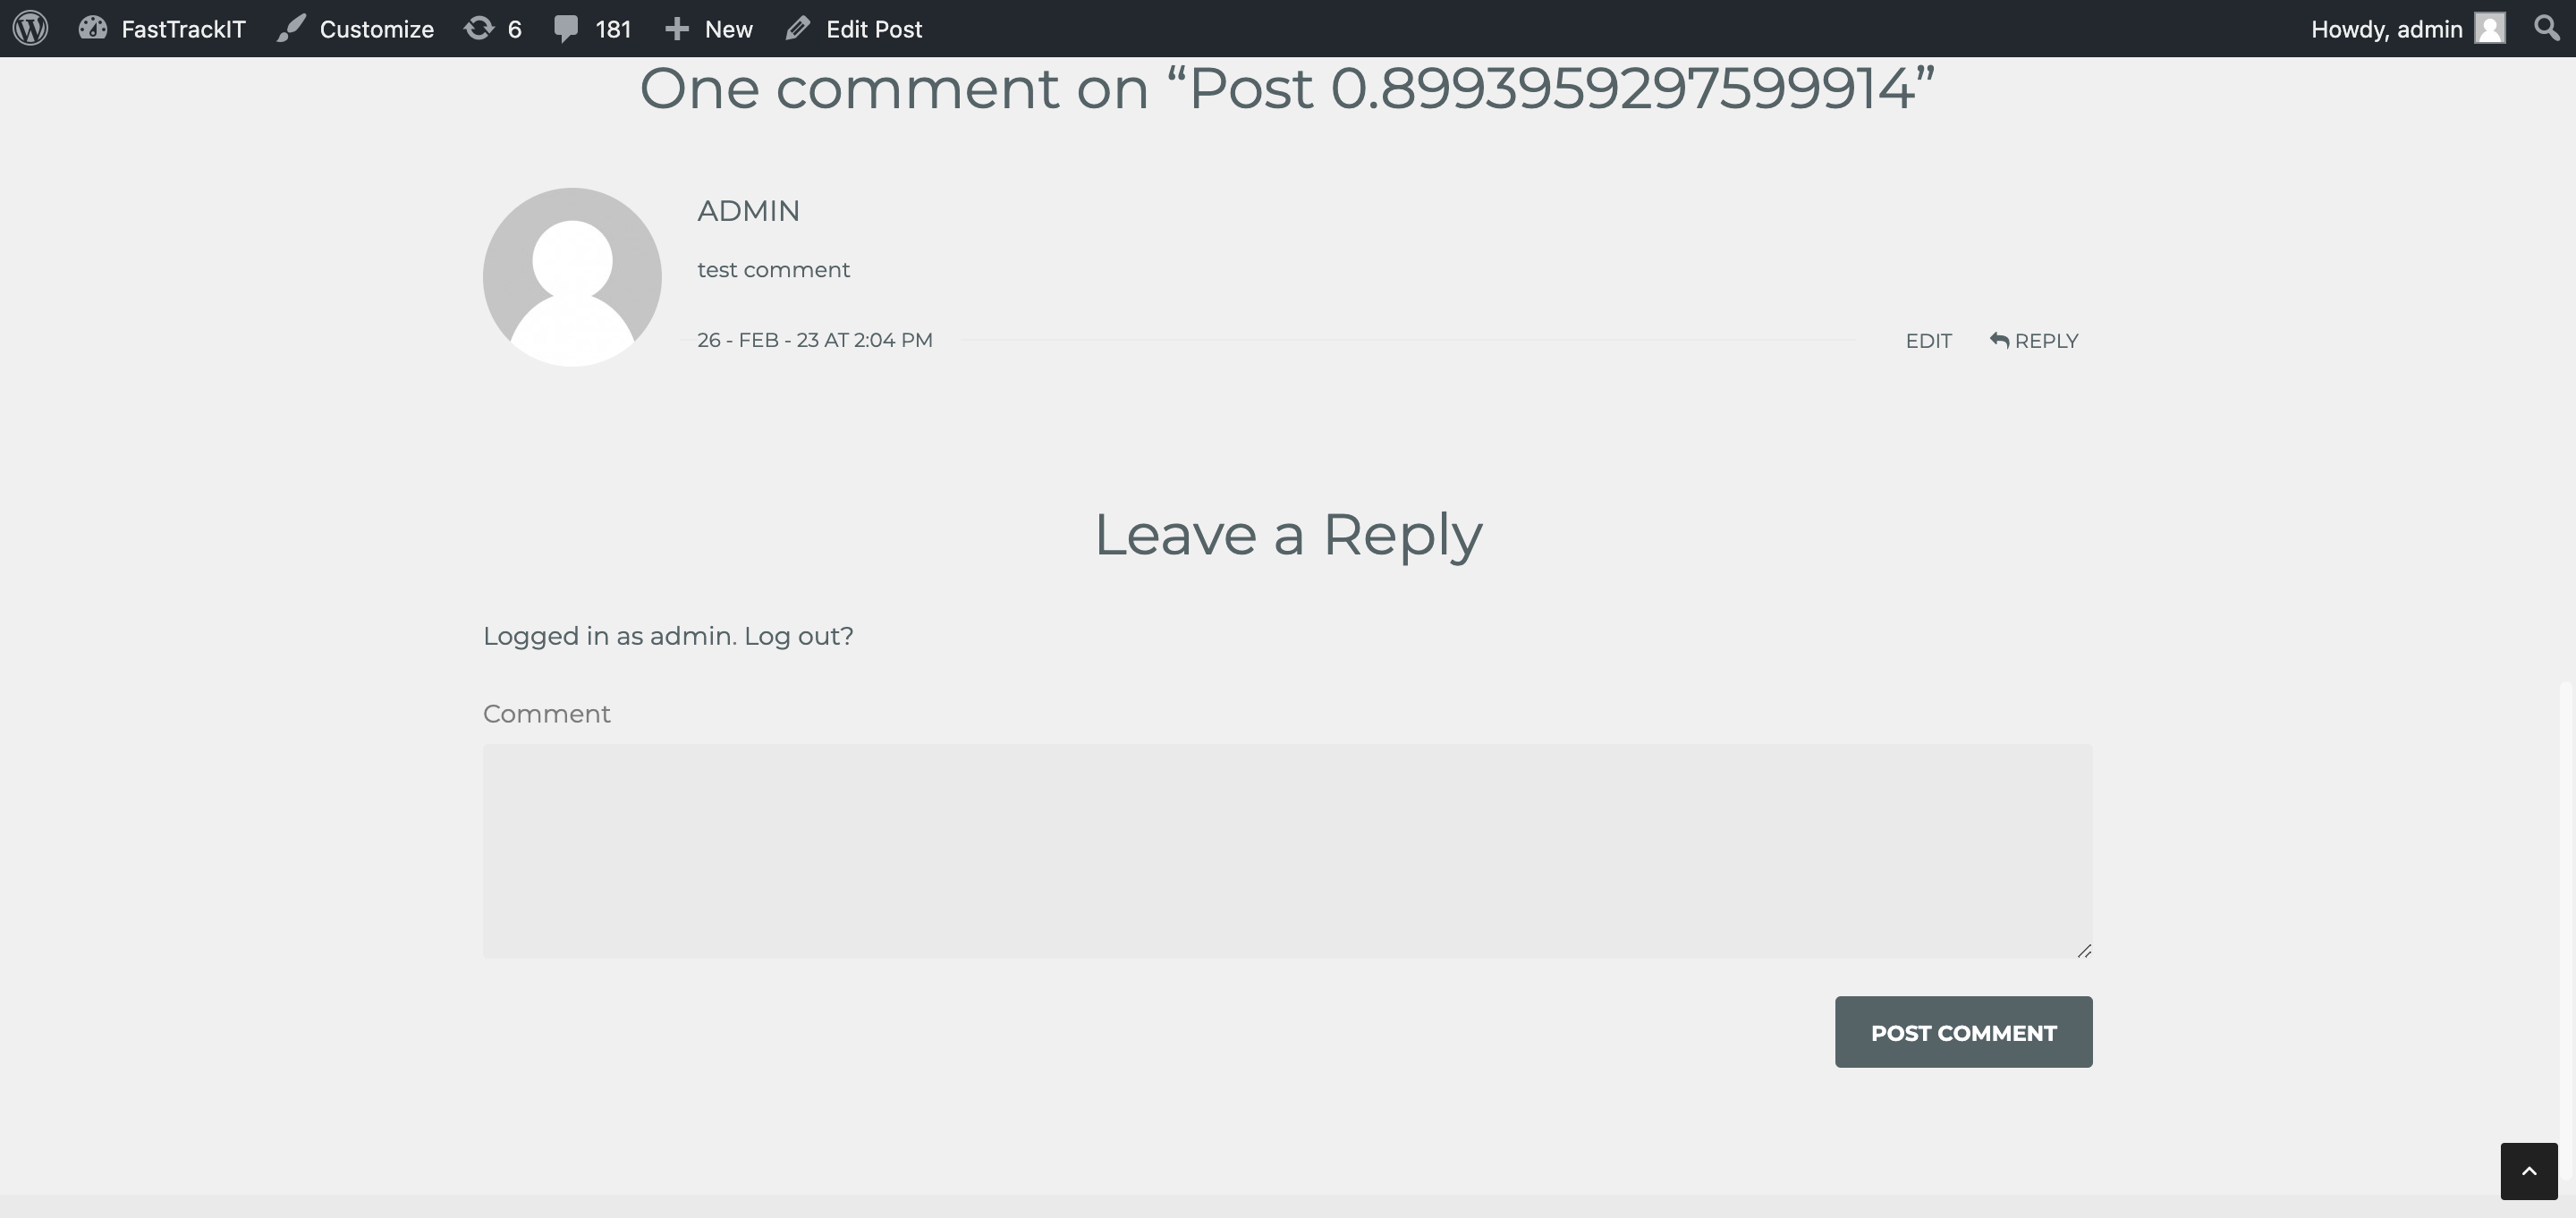 FastTrackIT Customize 6 181 New Edit Post Howdy, admin
One comment on “Post 0.8993959297599914”
ADMIN
test comment
26 - FEB - 23 AT 2:04 PM EDIT REPLY
Leave a Reply
Logged in as admin. Log out?
Comment
POST COMMENT